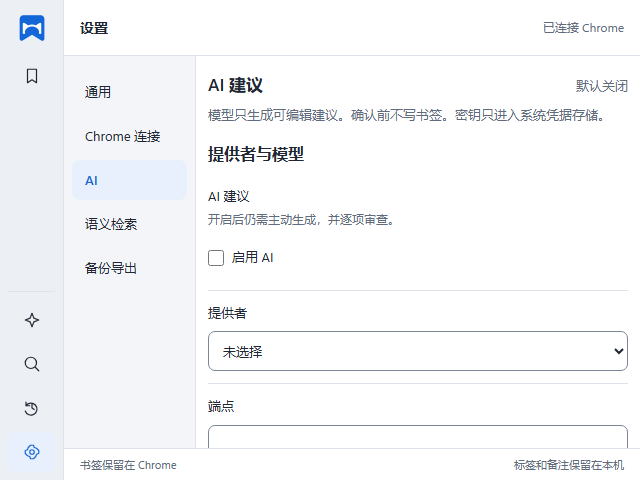 设置
已连接 Chrome
通用
Chrome 连接
AI
语义检索
备份导出
AI 建议
默认关闭
模型只生成可编辑建议。确认前不写书签。密钥只进入系统凭据存储。
提供者与模型
AI 建议
开启后仍需主动生成，并逐项审查。
启用 AI
提供者
未选择
端点
书签保留在 Chrome
标签和备注保留在本机